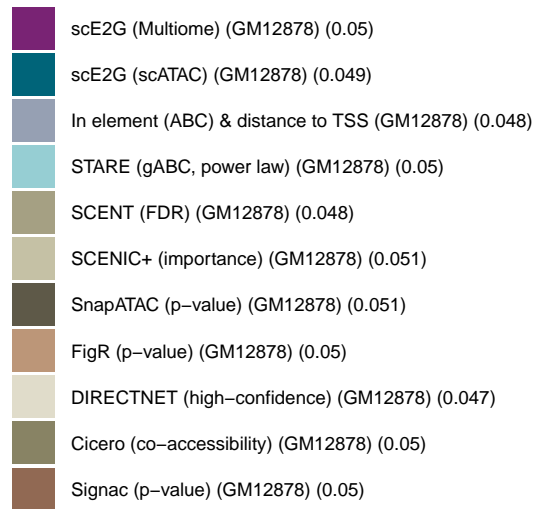 scE2G (Multiome) (GM12878) (0.05)
scE2G (scATAC) (GM12878) (0.049)
In element (ABC) & distance to TSS (GM12878) (0.048)
STARE (gABC, power law) (GM12878) (0.05)
SCENT (FDR) (GM12878) (0.048)
SCENIC+ (importance) (GM12878) (0.051)
SnapATAC (p−value) (GM12878) (0.051)
FigR (p−value) (GM12878) (0.05)
DIRECTNET (high−confidence) (GM12878) (0.047)
Cicero (co−accessibility) (GM12878) (0.05)
Signac (p−value) (GM12878) (0.05)